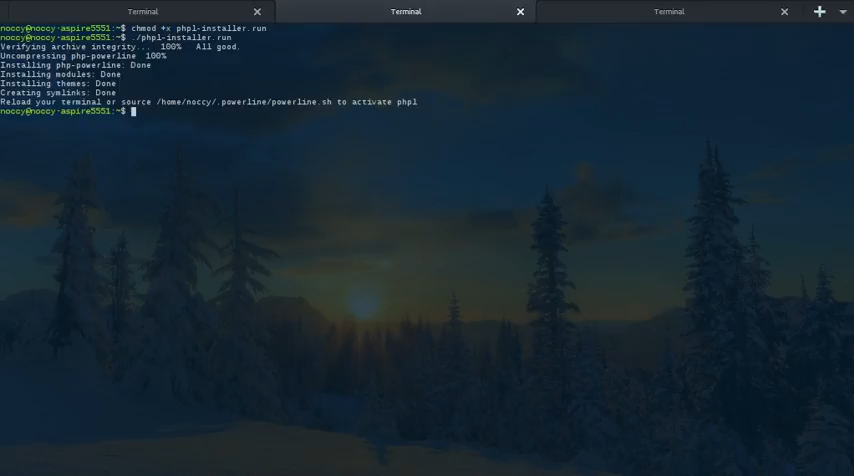 Terminal
Terminal
Terminal
noccy@noccy-aspire5551:~$ chmod +x phpl-installer.run
noccy@noccy-aspire5551:~$ ./phpl-installer.run
Verifying archive integrity... 100% All good.
Uncompressing php-powerline 100%
Installing php-powerline: Done
Installing modules: Done
Installing themes: Done
Creating symlinks: Done
Reload your terminal or source /home/noccy/.powerline/powerline.sh to activate phpl
noccy@noccy-aspire5551:~$